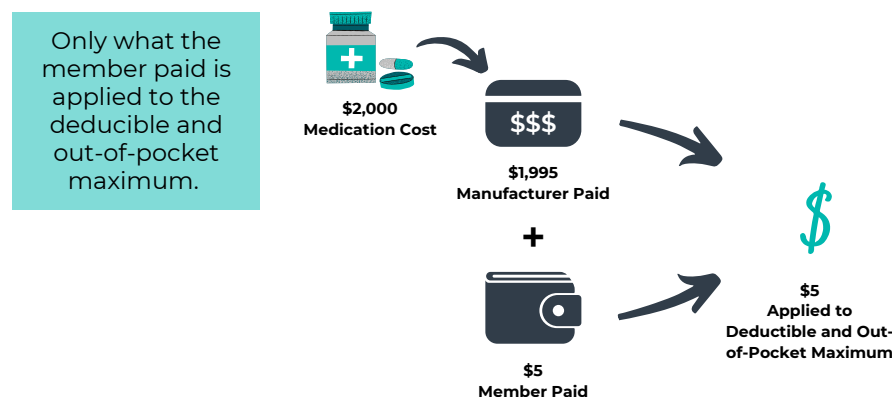 Only what the
member paid is
applied to the
deducible and
out-of-pocket
maximum.
$2,000
Medication Cost
$$$
$1,995
Manufacturer Paid
+
$5
Member Paid
$
$5
Applied to
Deductible and Out-
of-Pocket Maximum